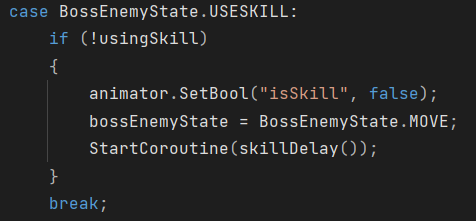 case BossEnemyState.USESKILL:
    if (!usingSkill)
    {
        animator.SetBool("isSkill", false);
        bossEnemyState = BossEnemyState.MOVE;
        StartCoroutine(skillDelay());
    }
    break;